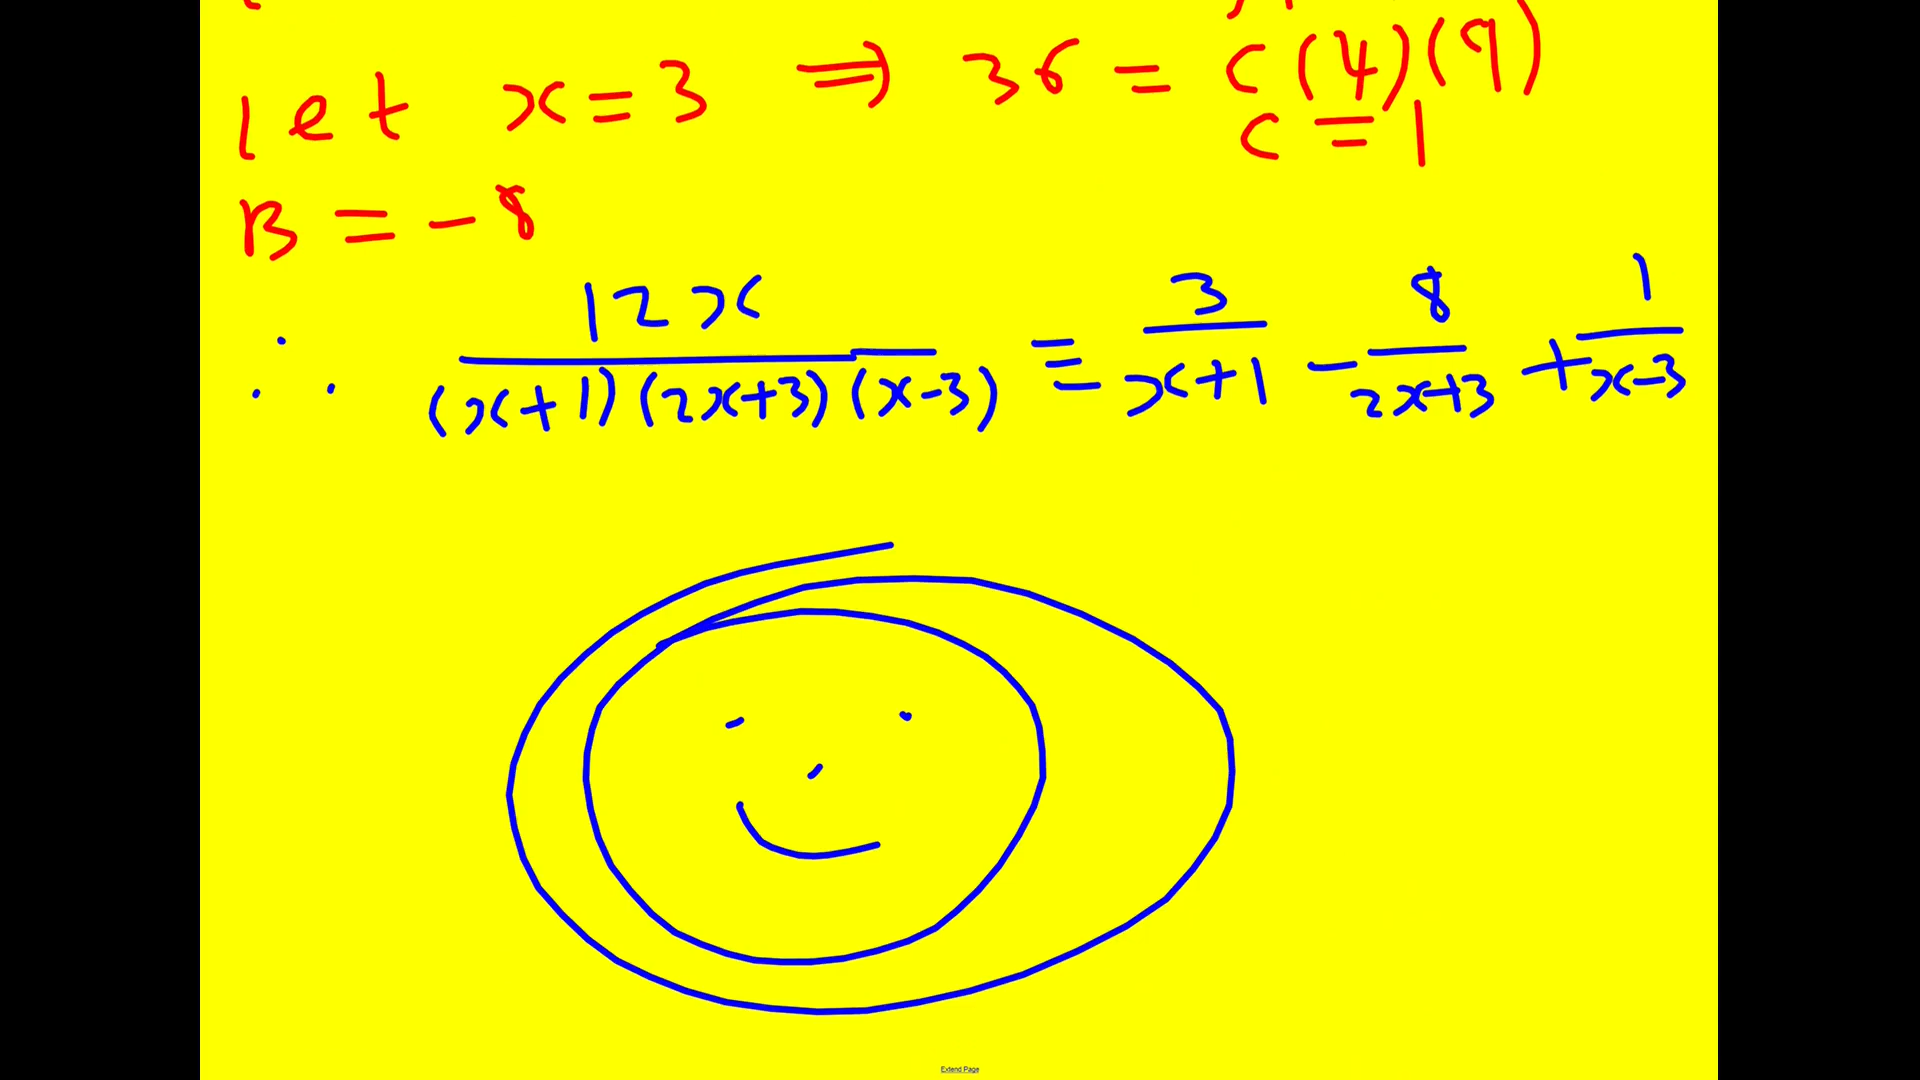 let x = 3 ⇒ 36 = C(4)(9)
C = 1
B = -8
∴ 12x/((x+1)(2x+3)(x-3)) ≡ 3/(x+1) - 8/(2x+3) + 1/(x-3)
Extend Page